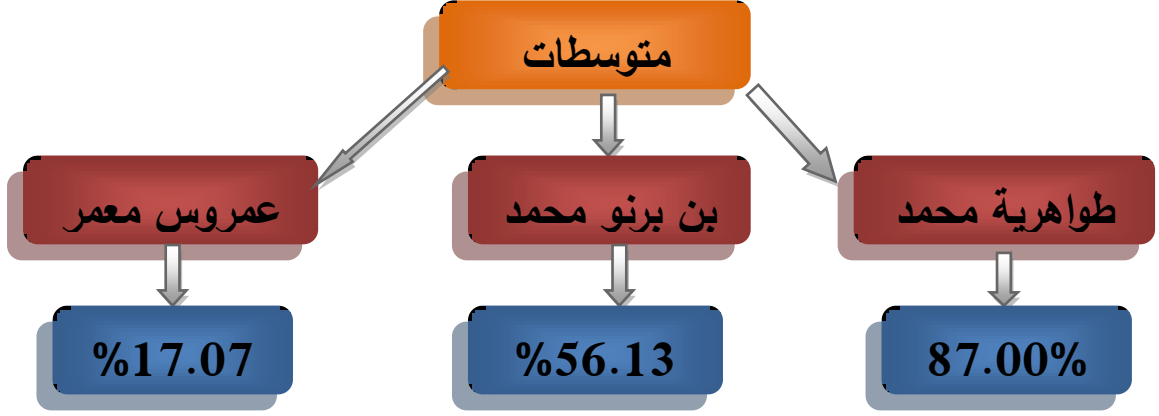 متوسطات
طواهرية محمد
بن برنو محمد
عمروس معمر
87.00%
%56.13
%17.07